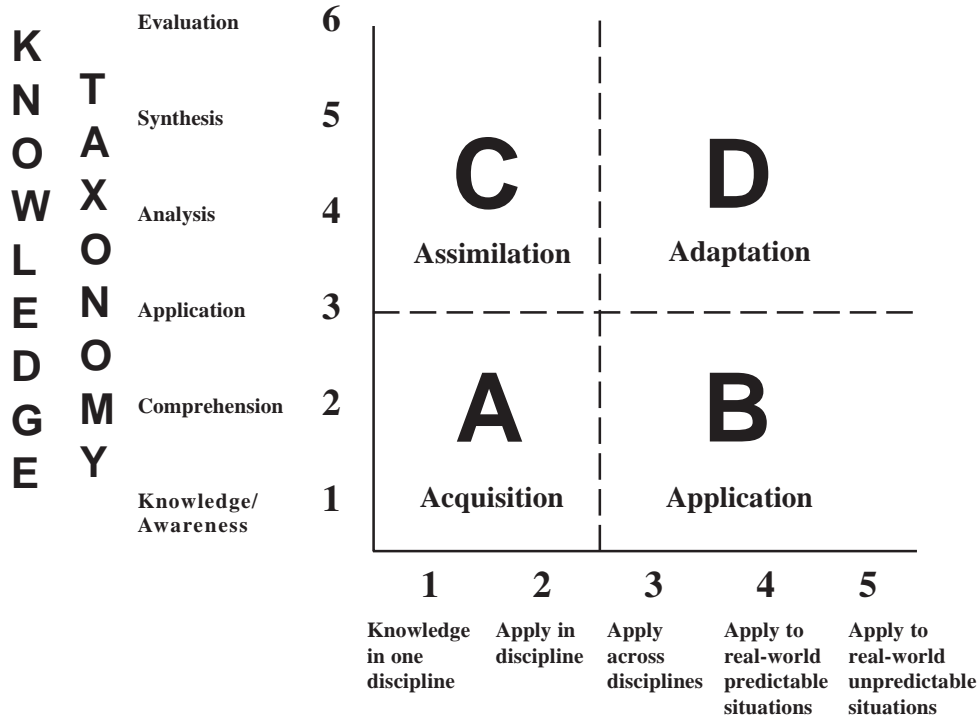 KNOWLEDGE
TAXONOMY
Evaluation 6
Synthesis 5
Analysis 4
Application 3
Comprehension 2
Knowledge/
Awareness 1
C
Assimilation
D
Adaptation
A
Acquisition
B
Application
1 2 3 4 5
Knowledge
in one
discipline
Apply in
discipline
Apply
across
disciplines
Apply to
real-world
predictable
situations
Apply to
real-world
unpredictable
situations